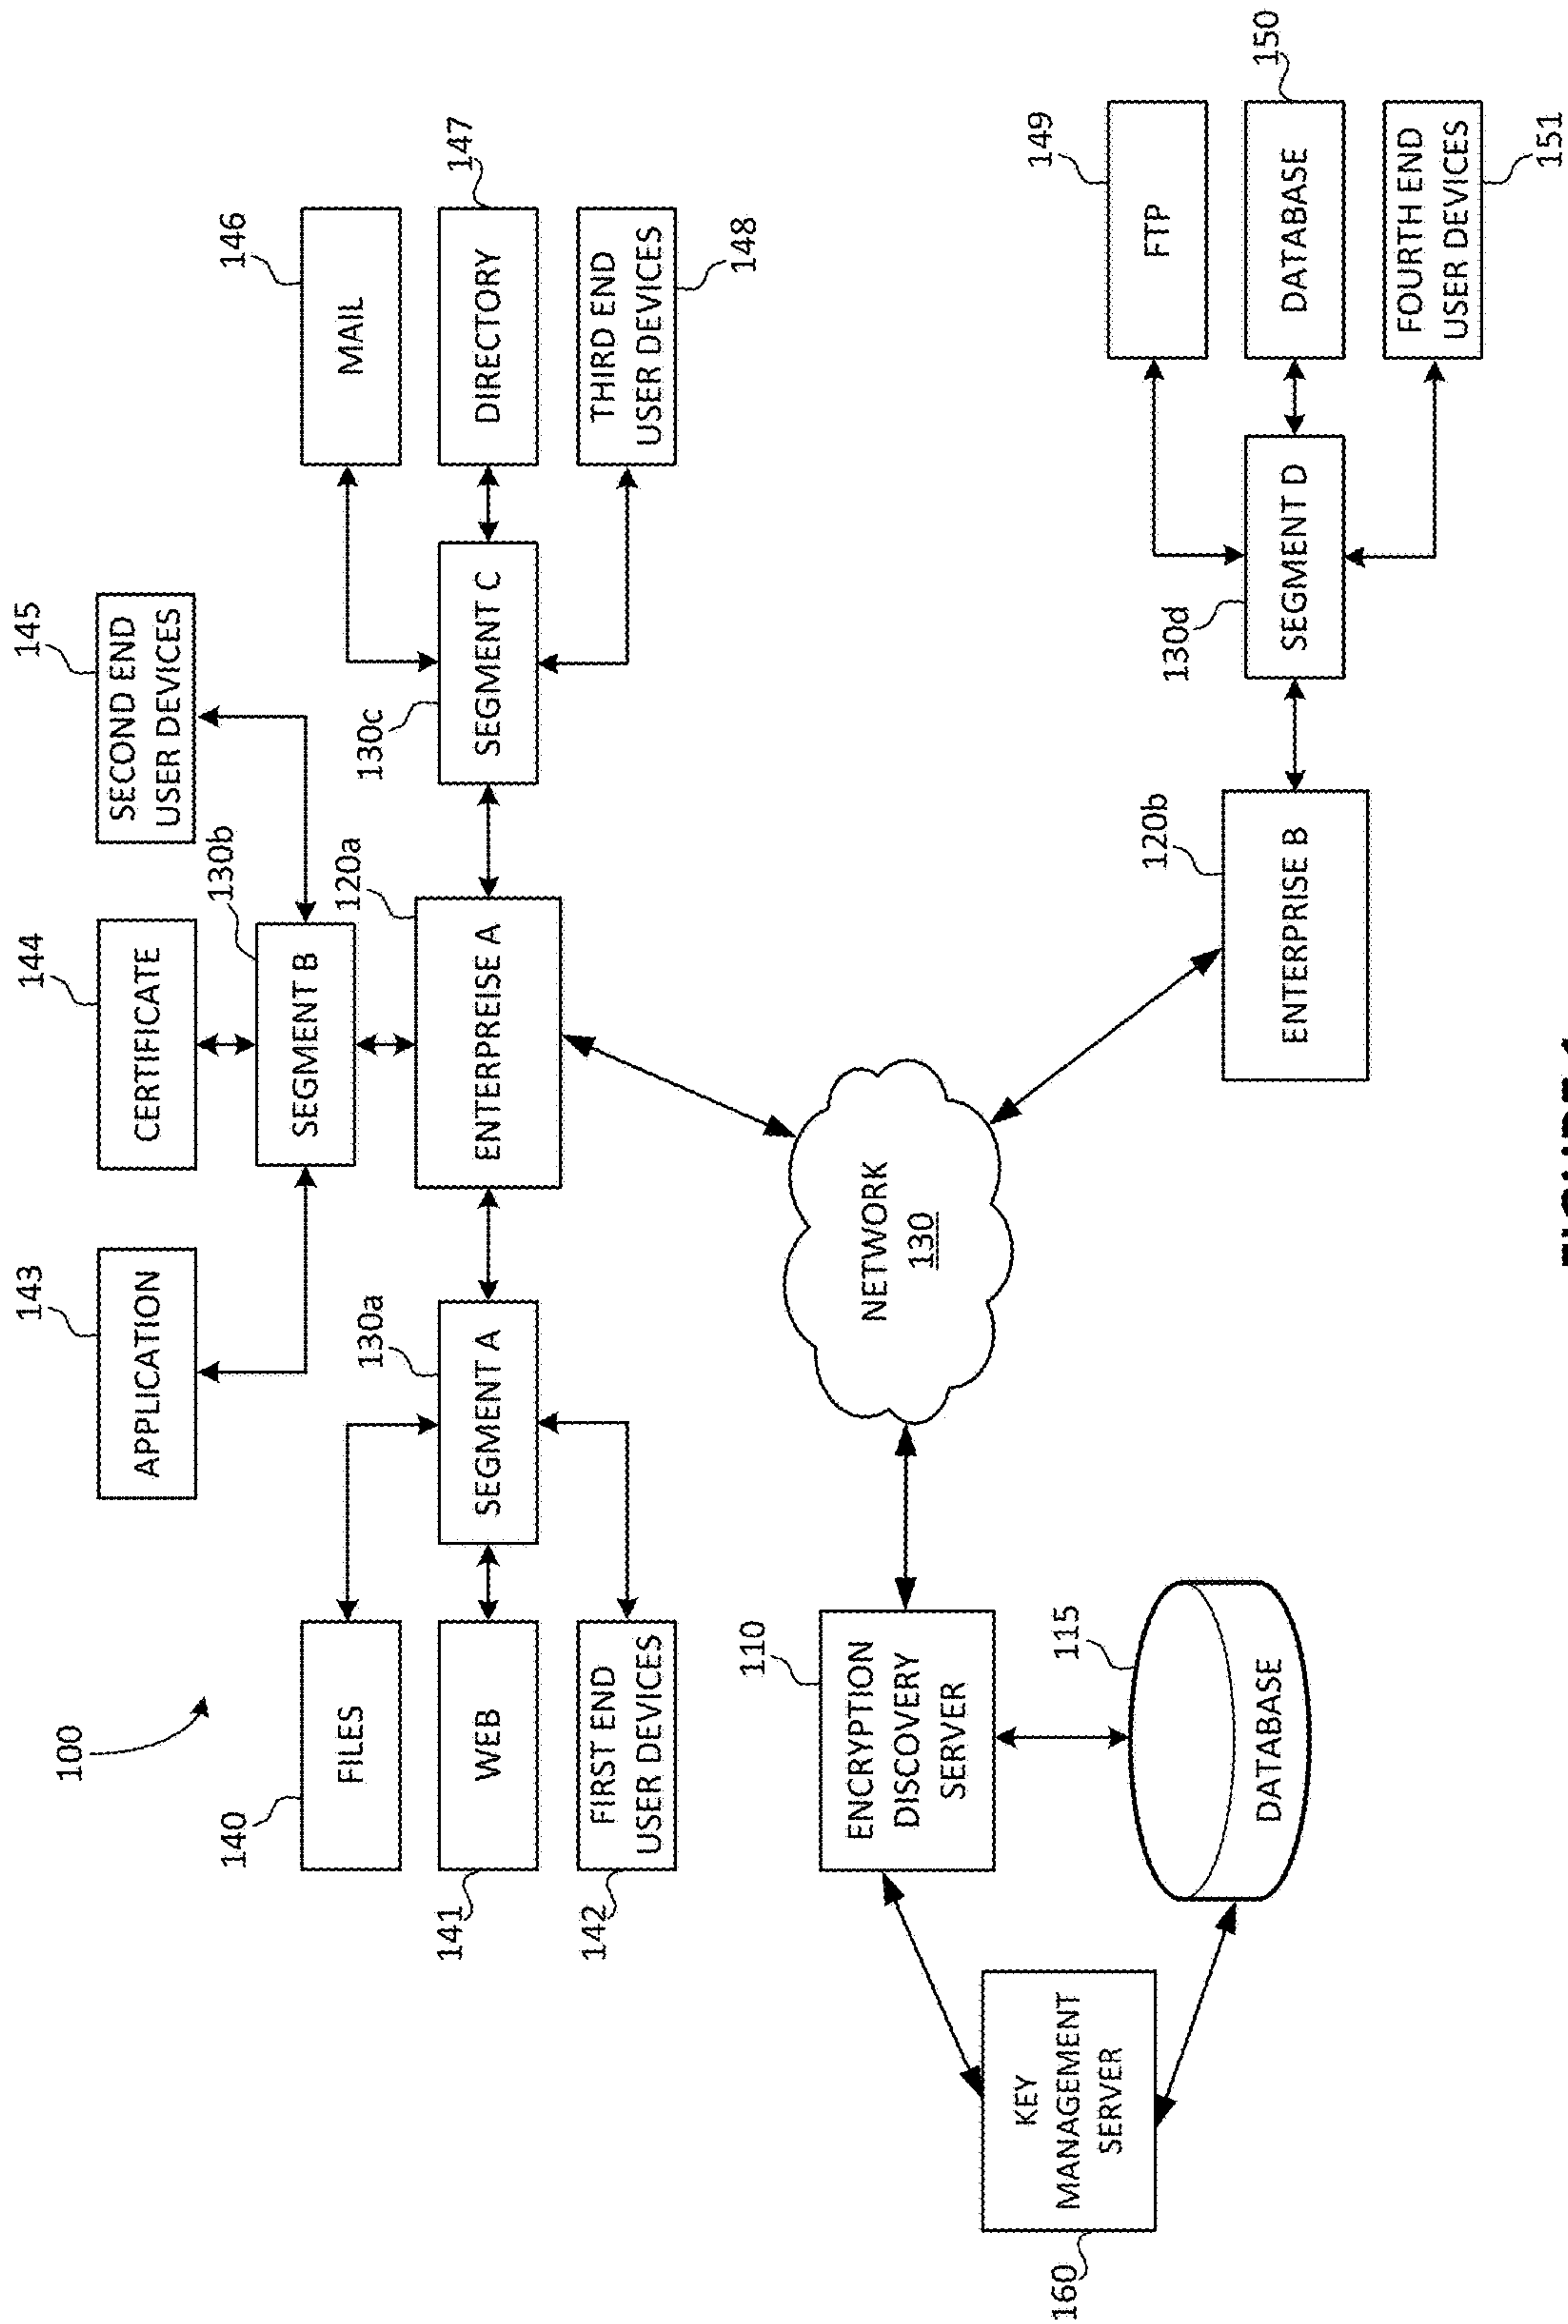 100
143
APPLICATION
144
CERTIFICATE
145
SECOND END
USER DEVICES
140
FILES
130b
SEGMENT B
146
MAIL
141
WEB
130a
SEGMENT A
120a
ENTERPREISE A
130c
SEGMENT C
147
DIRECTORY
142
FIRST END
USER DEVICES
THIRD END
USER DEVICES
148
110
ENCRYPTION
DISCOVERY
SERVER
NETWORK
130
160
KEY
MANAGEMENT
SERVER
115
DATABASE
120b
ENTERPRISE B
130d
SEGMENT D
149
FTP
150
DATABASE
FOURTH END
USER DEVICES
151